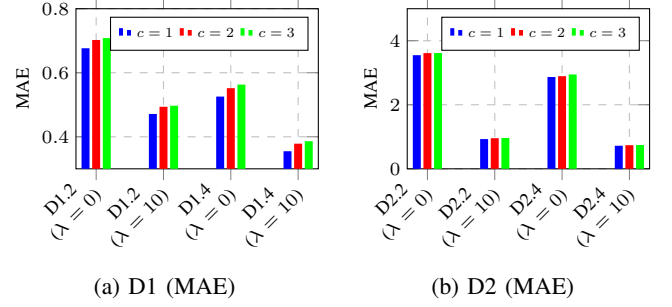 0.8
0.6
0.4
MAE
c = 1 c = 2 c = 3
D1.2
(λ = 0)
D1.2
(λ = 10)
D1.4
(λ = 0)
D1.4
(λ = 10)
(a) D1 (MAE)
4
2
0
MAE
c = 1 c = 2 c = 3
D2.2
(λ = 0)
D2.2
(λ = 10)
D2.4
(λ = 0)
D2.4
(λ = 10)
(b) D2 (MAE)